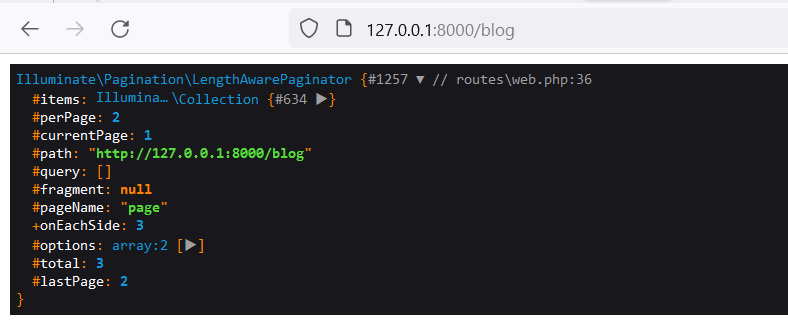 127.0.0.1:8000/blog
Illuminate\Pagination\LengthAwarePaginator {#1257 ▼ // routes\web.php:36
  #items: Illumina…\Collection {#634 ▶}
  #perPage: 2
  #currentPage: 1
  #path: "http://127.0.0.1:8000/blog"
  #query: []
  #fragment: null
  #pageName: "page"
  +onEachSide: 3
  #options: array:2 [▶]
  #total: 3
  #lastPage: 2
}